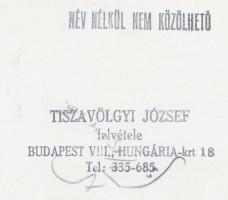 NÉV NÉLKÜL NEM KÖZÖLHETŐ
TISZAVÖLGYI JÓZSEF
felvétele
BUDAPEST VIII., HUNGÁRIA-krt 18
Tel: 335-685